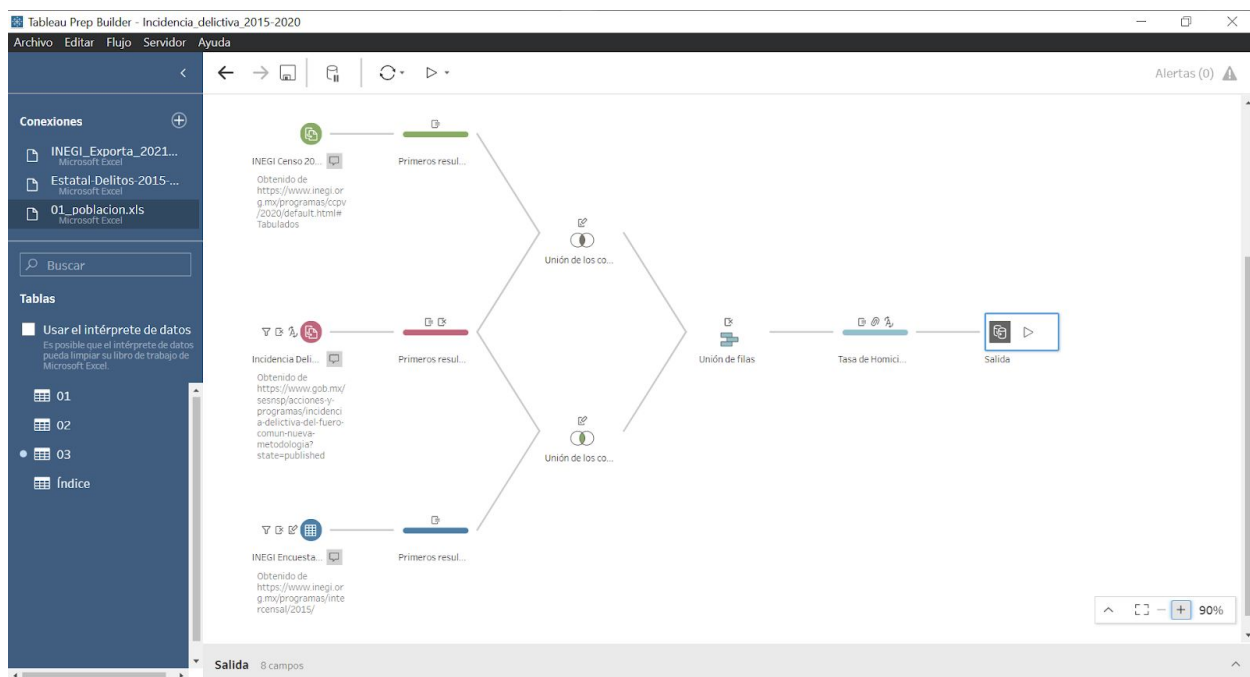 Tableau Prep Builder - Incidencia_delictiva_2015-2020
Archivo Editar Flujo Servidor Ayuda
Alertas (0)
Conexiones
INEGI_Exporta_2021...
Microsoft Excel
Estatal-Delitos-2015-...
Microsoft Excel
01_poblacion.xls
Microsoft Excel
Buscar
Tablas
Usar el intérprete de datos
Es posible que el intérprete de datos
pueda limpiar su libro de trabajo de
Microsoft Excel.
01
02
03
Índice
INEGI Censo 20...
Primeros resul...
Obtenido de
https://www.inegi.or
g.mx/programas/ccpv
/2020/default.html#
Tabulados
Unión de los co...
Incidencia Deli...
Primeros resul...
Unión de filas
Tasa de Homici...
Salida
Obtenido de
https://www.gob.mx/
sesnsp/acciones-y-
programas/incidenci
a-delictiva-del-fuero-
comun-nueva-
metodologia?
state=published
Unión de los co...
INEGI Encuesta...
Primeros resul...
Obtenido de
https://www.inegi.or
g.mx/programas/inte
rcensal/2015/
90%
Salida 8 campos